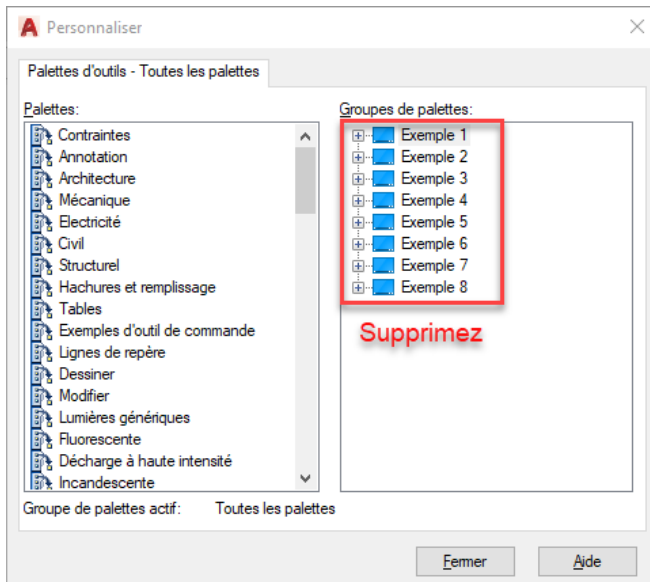 Personnaliser
Palettes d'outils - Toutes les palettes
Palettes:
Contraintes
Annotation
Architecture
Mécanique
Electricité
Civil
Structurel
Hachures et remplissage
Tables
Exemples d'outil de commande
Lignes de repère
Dessiner
Modifier
Lumières génériques
Fluorescente
Décharge à haute intensité
Incandescente
Groupes de palettes:
Exemple 1
Exemple 2
Exemple 3
Exemple 4
Exemple 5
Exemple 6
Exemple 7
Exemple 8
Supprimez
Groupe de palettes actif: Toutes les palettes
Fermer
Aide